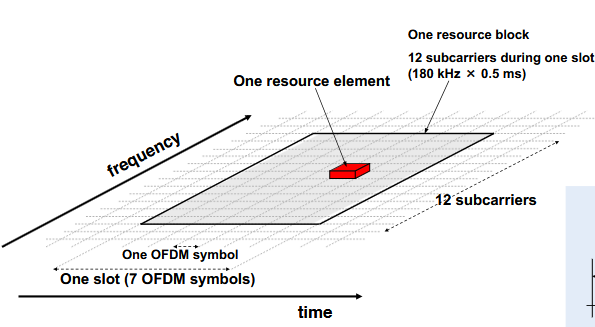 One resource block
12 subcarriers during one slot
(180 kHz × 0.5 ms)
One resource element
frequency
12 subcarriers
One OFDM symbol
One slot (7 OFDM symbols)
time